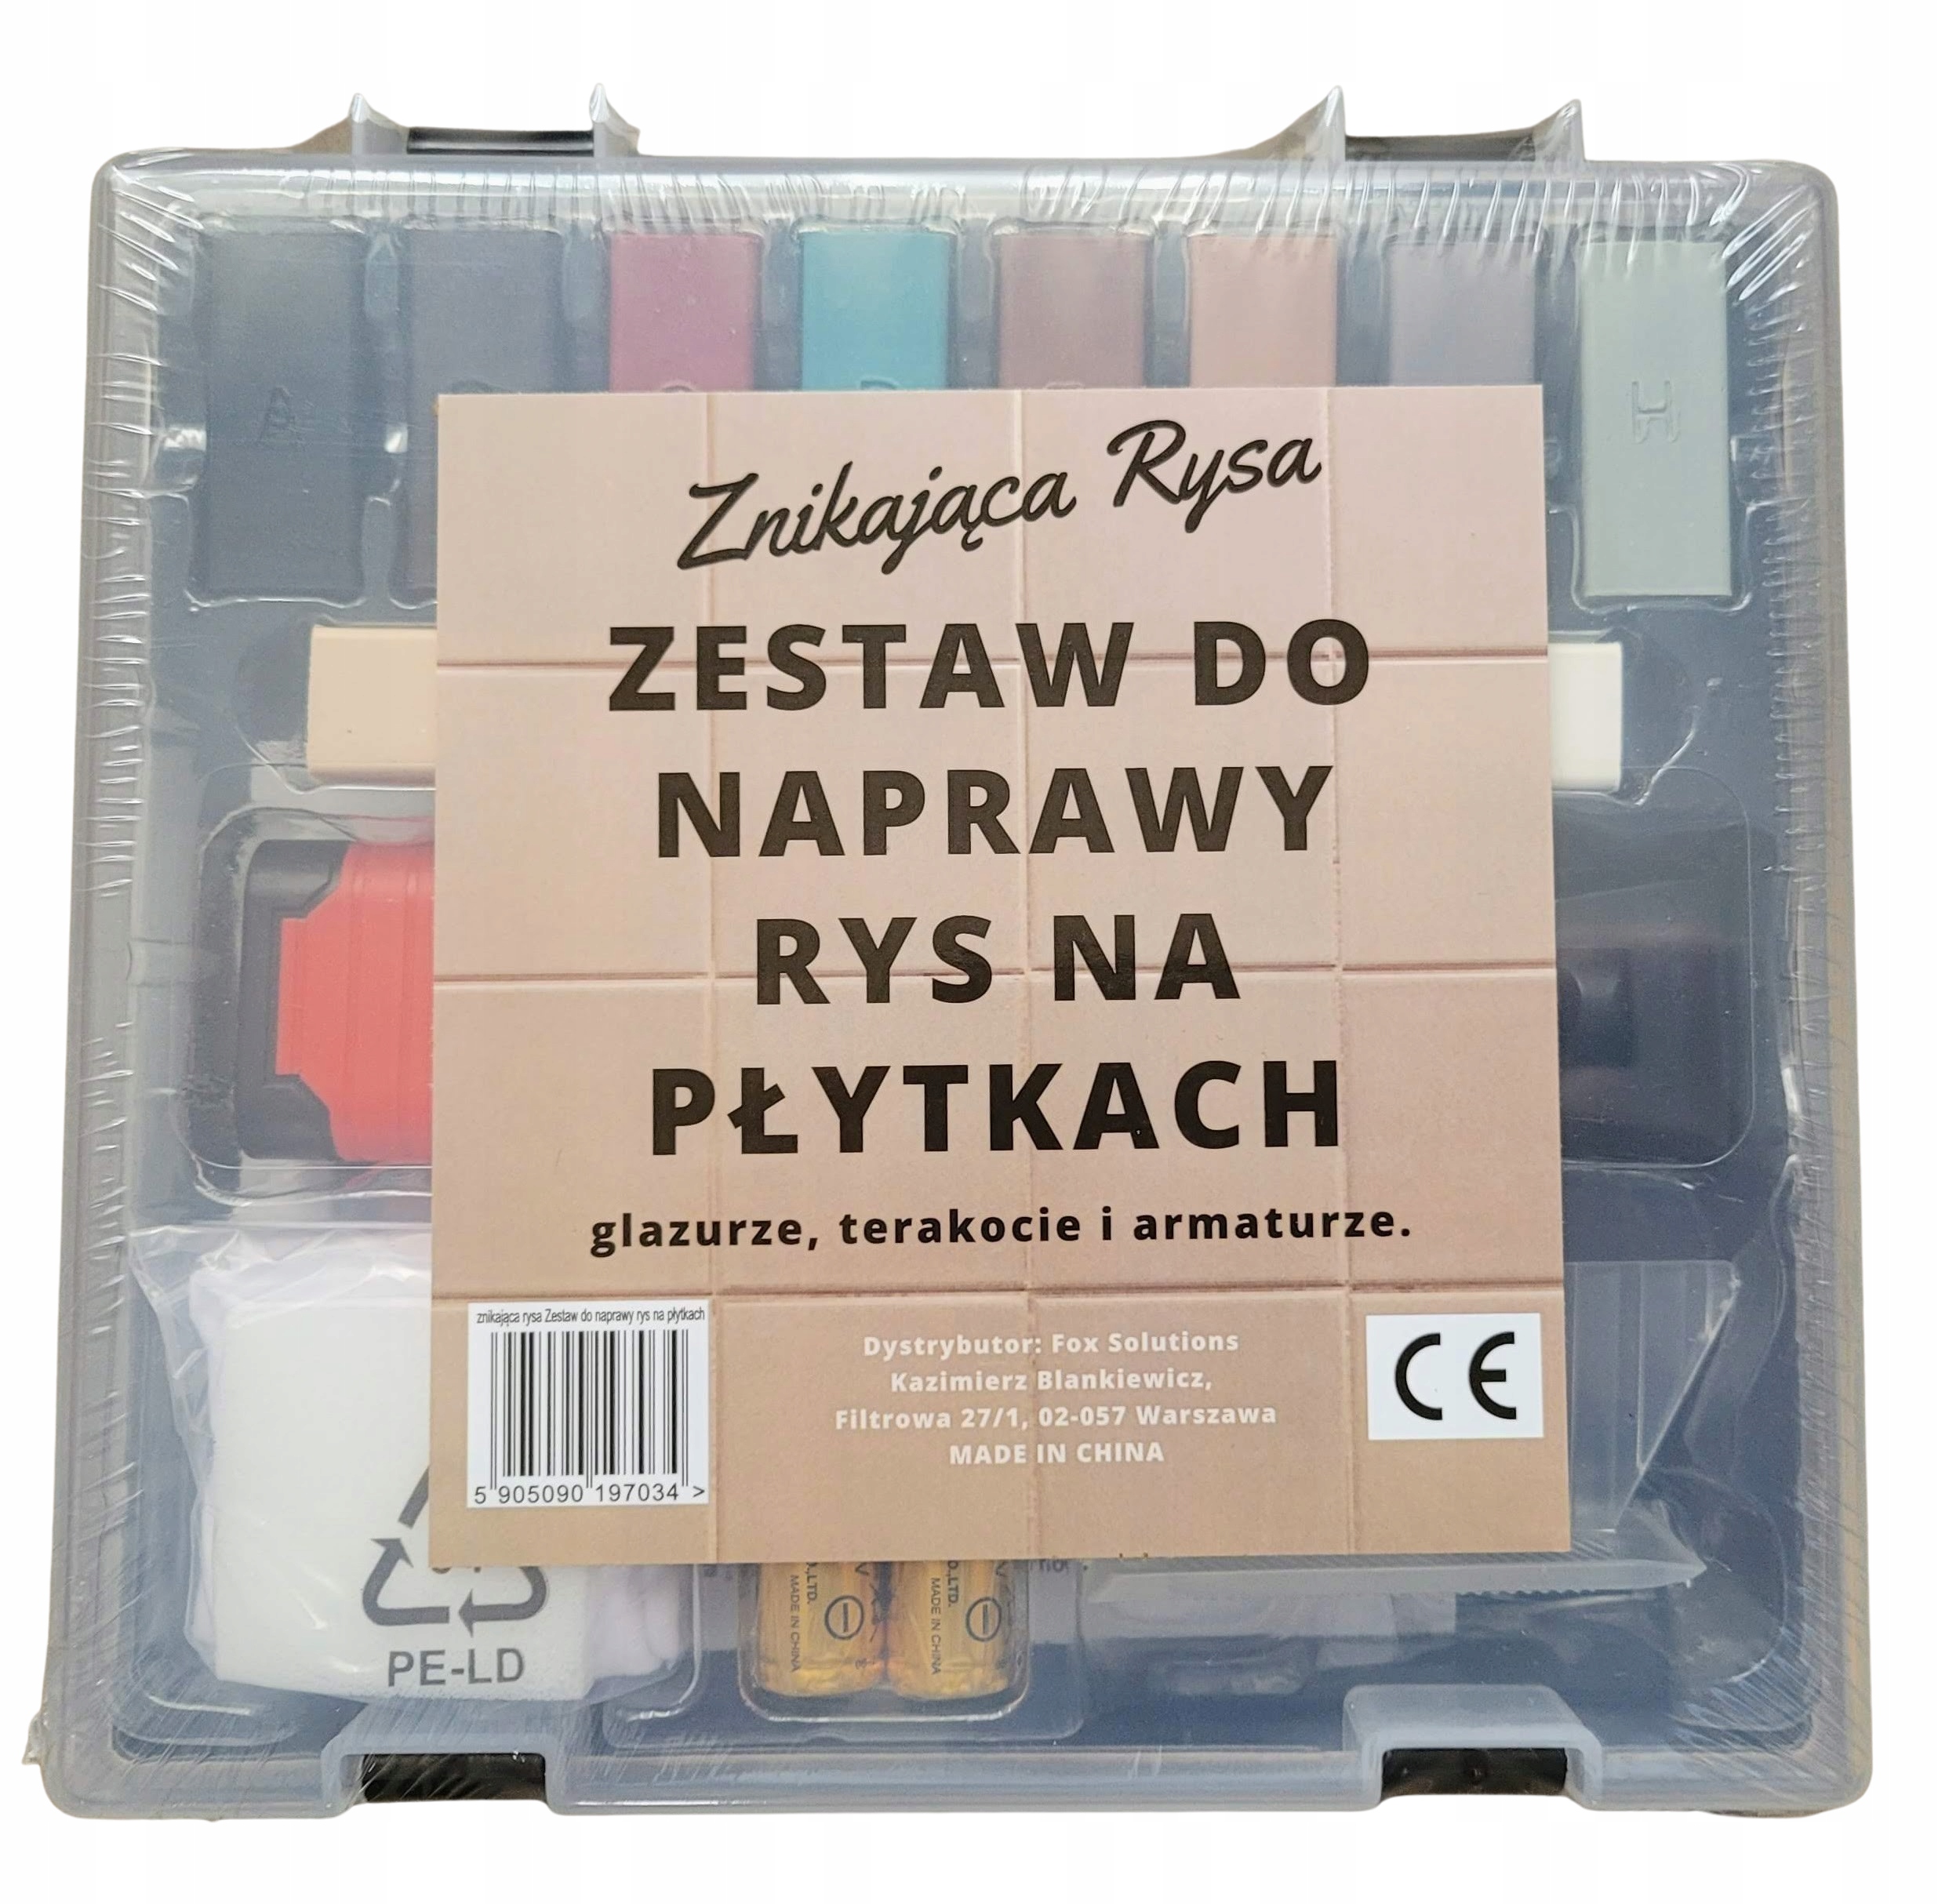 A
H
Znikająca Rysa
ZESTAW DO
NAPRAWY
RYS NA
PŁYTKACH
glazurze, terakocie i armaturze.
znikająca rysa Zestaw do naprawy rys na płytkach
5 905090 197034 >
Dystrybutor: Fox Solutions
Kazimierz Blankiewicz,
Filtrowa 27/1, 02-057 Warszawa
MADE IN CHINA
CE
PE-LD
LTD.
MADE IN CHINA
LTD.
MADE IN CHINA